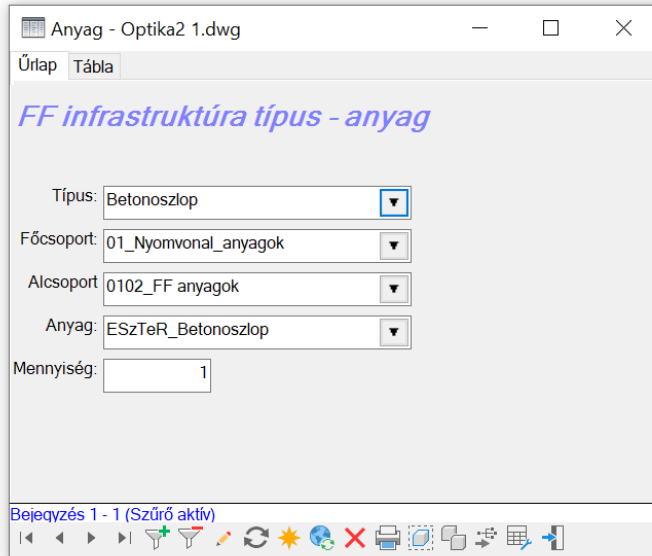 Anyag - Optika2 1.dwg
Űrlap Tábla
FF infrastruktúra típus - anyag
Típus: Betonoszlop
Főcsoport: 01_Nyomvonal_anyagok
Alcsoport 0102_FF anyagok
Anyag: ESzTeR_Betonoszlop
Mennyiség: 1
Bejegyzés 1 - 1 (Szűrő aktív)